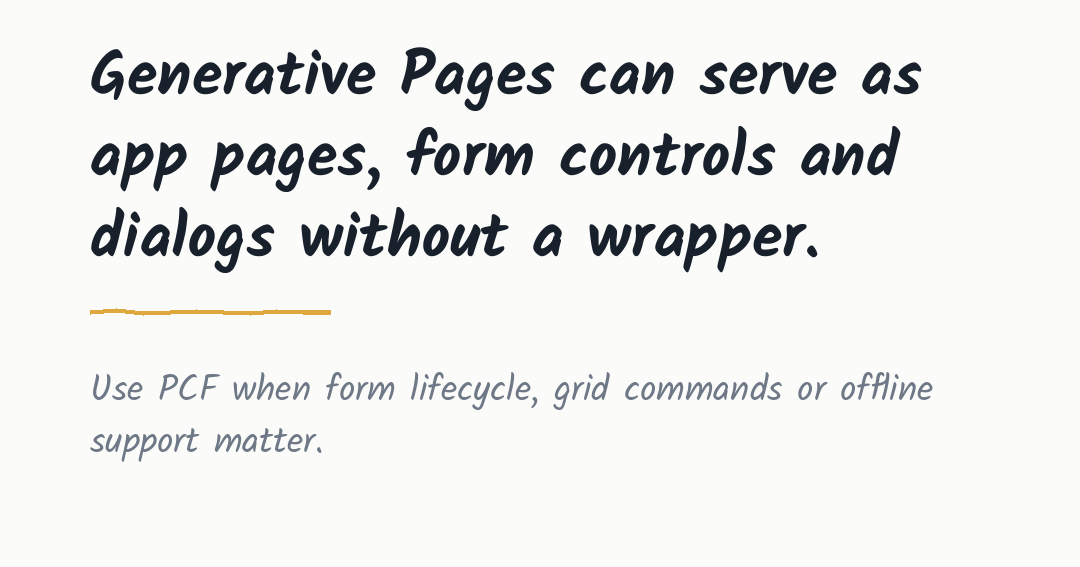 Generative Pages can serve as
app pages, form controls and
dialogs without a wrapper.
Use PCF when form lifecycle, grid commands or offline
support matter.